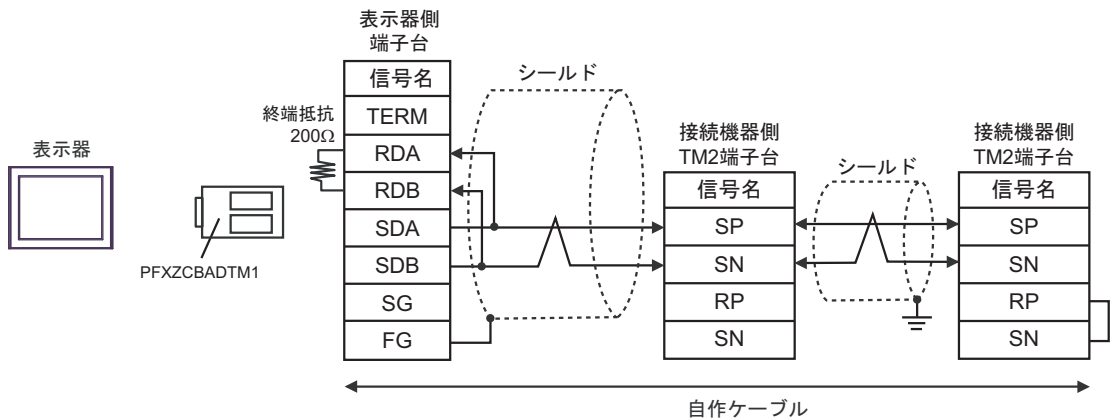 表示器
PFXZCBADTM1
終端抵抗
200Ω
表示器側
端子台
信号名
TERM
RDA
RDB
SDA
SDB
SG
FG
シールド
接続機器側
TM2端子台
信号名
SP
SN
RP
SN
シールド
接続機器側
TM2端子台
信号名
SP
SN
RP
SN
自作ケーブル